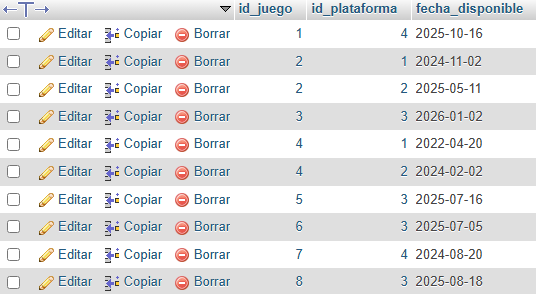 id_juego id_plataforma fecha_disponible
Editar Copiar Borrar 1 4 2025-10-16
Editar Copiar Borrar 2 1 2024-11-02
Editar Copiar Borrar 2 2 2025-05-11
Editar Copiar Borrar 3 3 2026-01-02
Editar Copiar Borrar 4 1 2022-04-20
Editar Copiar Borrar 4 2 2024-02-02
Editar Copiar Borrar 5 3 2025-07-16
Editar Copiar Borrar 6 3 2025-07-05
Editar Copiar Borrar 7 4 2024-08-20
Editar Copiar Borrar 8 3 2025-08-18